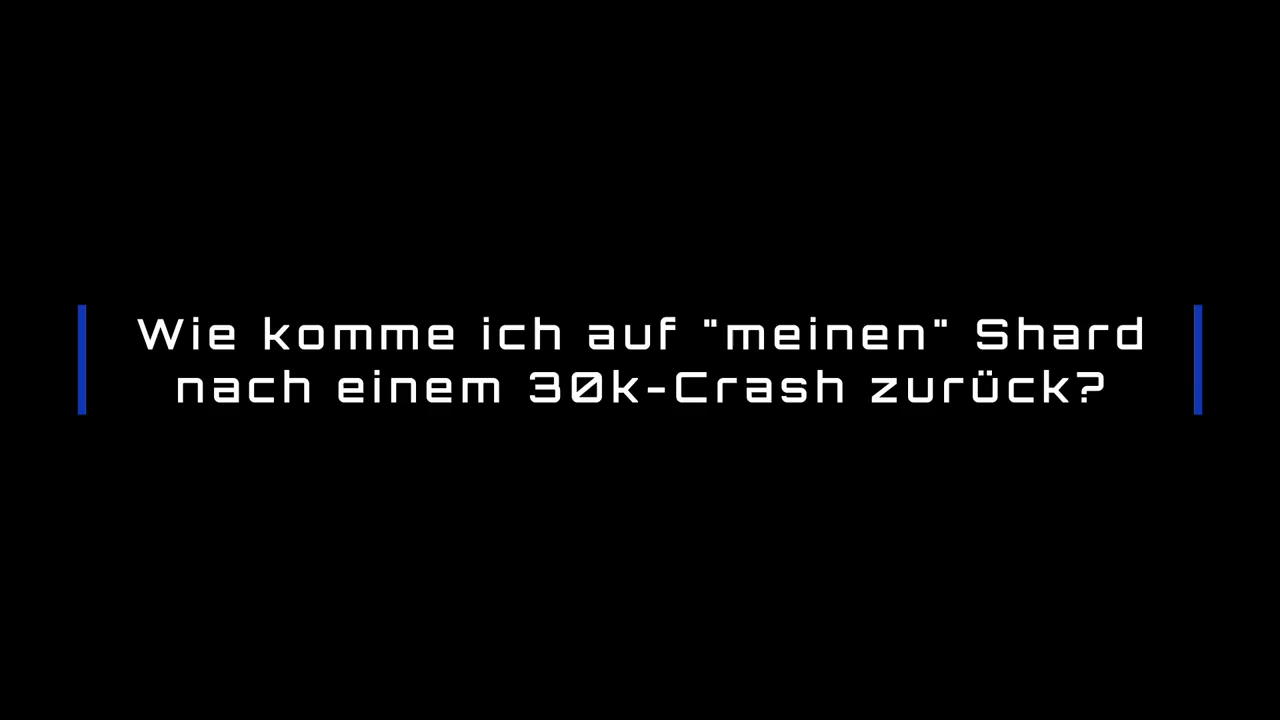 Wie komme ich auf "meinen" Shard
nach einem 30k-Crash zurück?